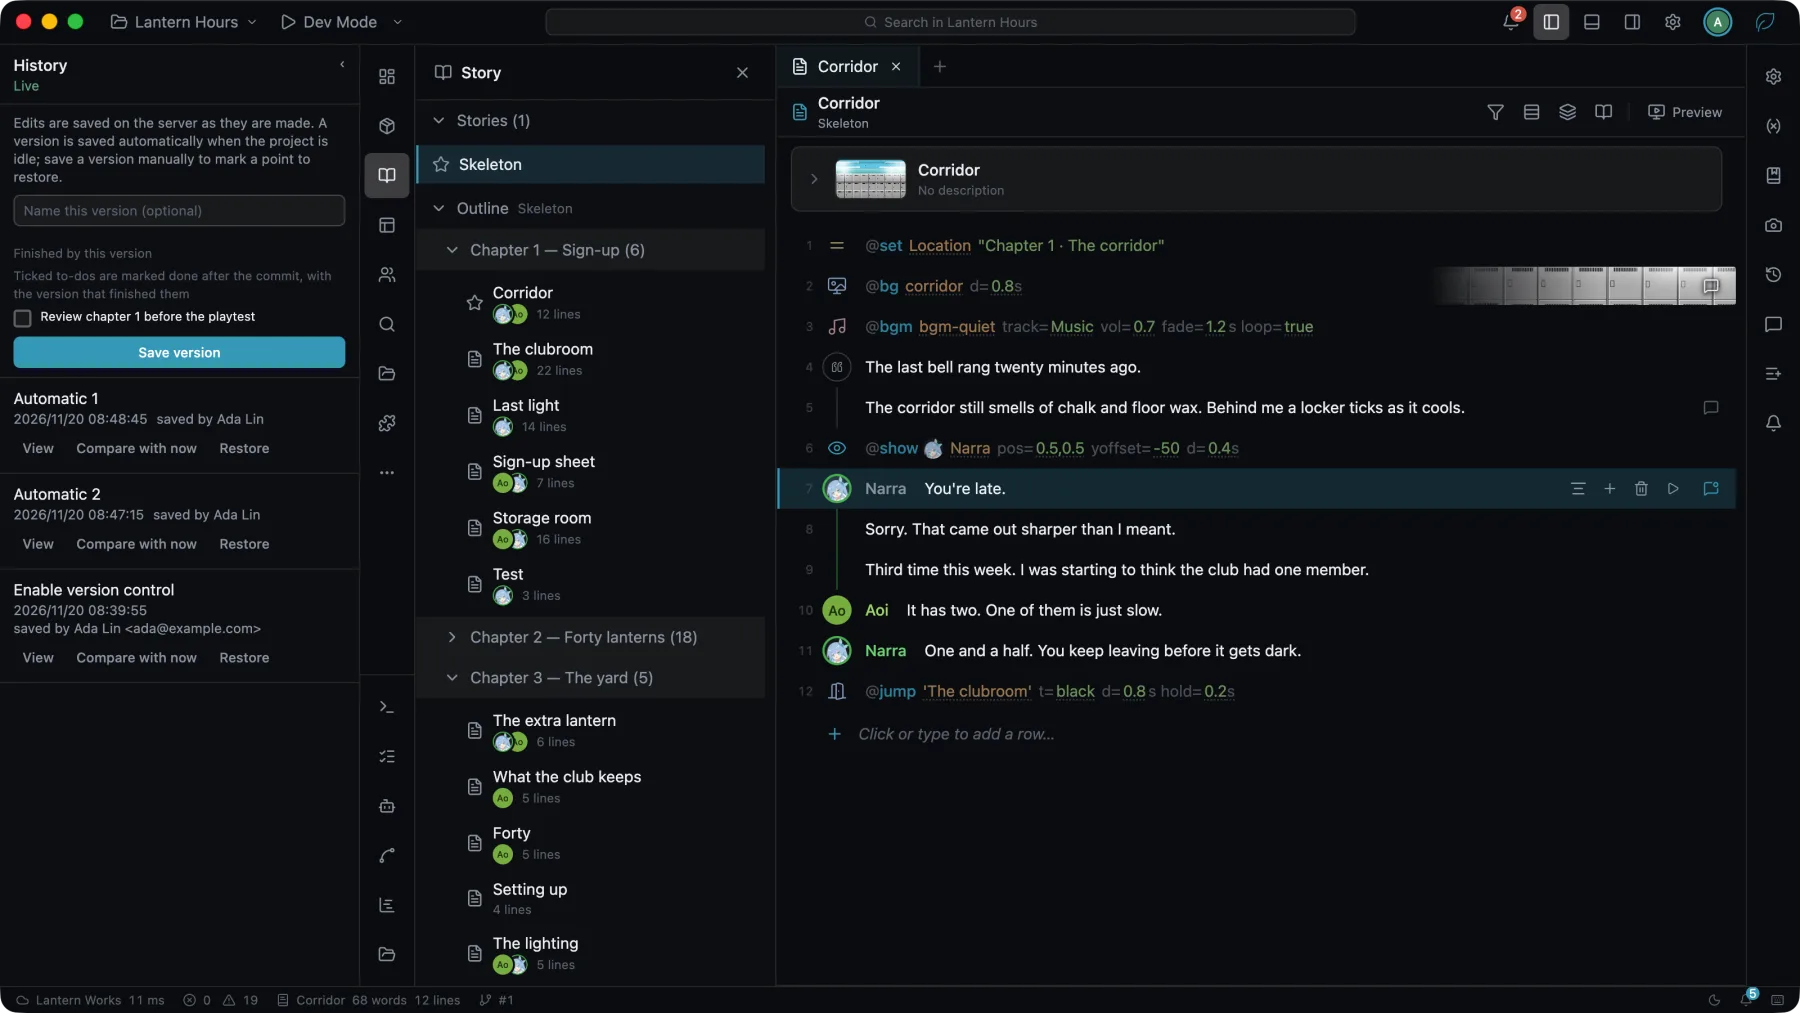 Lantern Hours
Dev Mode
Search in Lantern Hours
2
A
History
Live
Edits are saved on the server as they are made. A
version is saved automatically when the project is
idle; save a version manually to mark a point to
restore.
Name this version (optional)
Finished by this version
Ticked to-dos are marked done after the commit, with
the version that finished them
Review chapter 1 before the playtest
Save version
Automatic 1
2026/11/20 08:48:45 saved by Ada Lin
View Compare with now Restore
Automatic 2
2026/11/20 08:47:15 saved by Ada Lin
View Compare with now Restore
Enable version control
2026/11/20 08:39:55
saved by Ada Lin <ada@example.com>
View Compare with now Restore
Story
Stories (1)
Skeleton
Outline Skeleton
Chapter 1 — Sign-up (6)
Corridor
12 lines
The clubroom
22 lines
Last light
14 lines
Sign-up sheet
Ao 7 lines
Storage room
Ao 16 lines
Test
3 lines
Chapter 2 — Forty lanterns (18)
Chapter 3 — The yard (5)
The extra lantern
6 lines
What the club keeps
Ao 5 lines
Forty
Ao 5 lines
Setting up
4 lines
The lighting
Ao 5 lines
Corridor
Corridor
Skeleton
Preview
Corridor
No description
1 @set Location "Chapter 1 · The corridor"
2 @bg corridor d= 0.8s
3 @bgm bgm-quiet track= Music vol= 0.7 fade= 1.2 s loop= true
4 The last bell rang twenty minutes ago.
5 The corridor still smells of chalk and floor wax. Behind me a locker ticks as it cools.
6 @show Narra pos= 0.5,0.5 yoffset= -50 d= 0.4s
7 Narra You're late.
8 Sorry. That came out sharper than I meant.
9 Third time this week. I was starting to think the club had one member.
10 Ao Aoi It has two. One of them is just slow.
11 Narra One and a half. You keep leaving before it gets dark.
12 @jump 'The clubroom' t= black d= 0.8 s hold= 0.2s
Click or type to add a row...
Lantern Works 11 ms 0 19 Corridor 68 words 12 lines #1
5